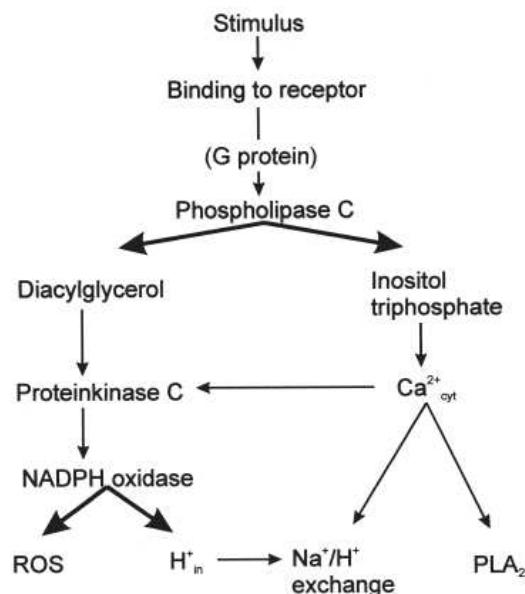 Stimulus
Binding to receptor
(G protein)
Phospholipase C
Diacylglycerol
Inositol
triphosphate
Proteinkinase C
Ca²⁺cyt
NADPH oxidase
ROS
H⁺in
Na⁺/H⁺
exchange
PLA₂